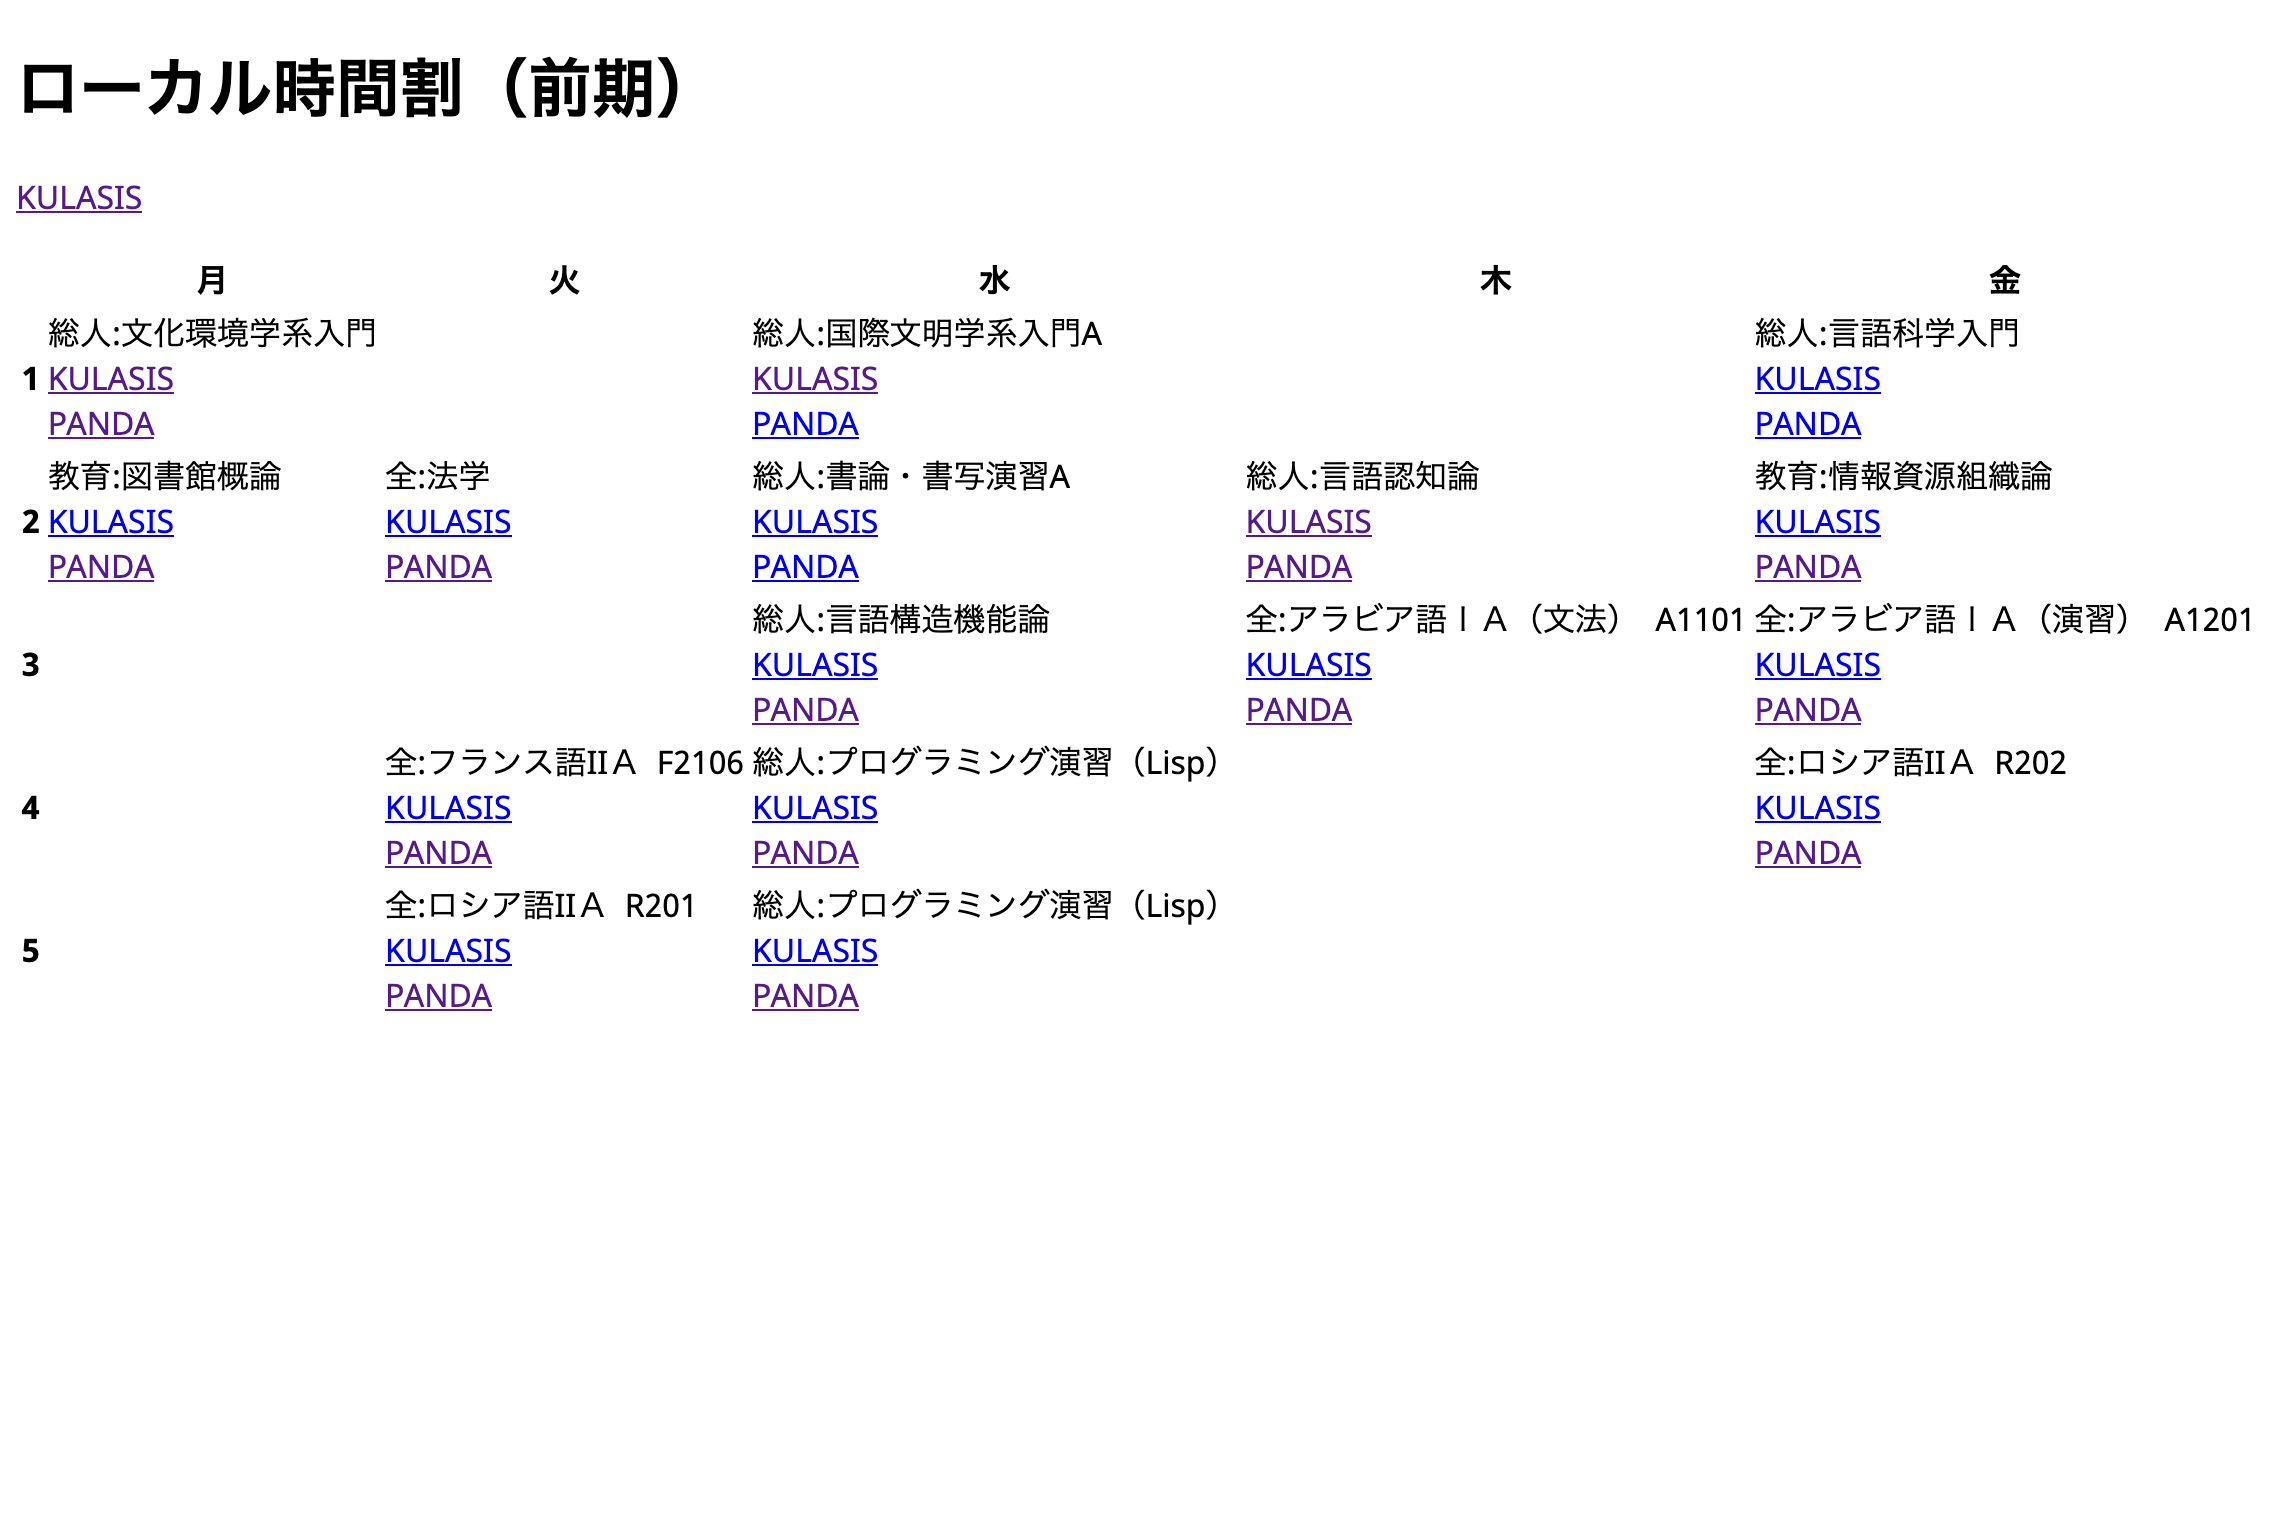 ローカル時間割（前期）
KULASIS
月 火 水 木 金
総人:文化環境学系入門 総人:国際文明学系入門A 総人:言語科学入門
1 KULASIS KULASIS KULASIS
PANDA PANDA PANDA
教育:図書館概論 全:法学 総人:書論・書写演習A 総人:言語認知論 教育:情報資源組織論
2 KULASIS KULASIS KULASIS KULASIS KULASIS
PANDA PANDA PANDA PANDA PANDA
総人:言語構造機能論 全:アラビア語ⅠＡ（文法） A1101 全:アラビア語ⅠＡ（演習） A1201
3 KULASIS KULASIS KULASIS
PANDA PANDA PANDA
全:フランス語IIＡ F2106 総人:プログラミング演習（Lisp） 全:ロシア語IIＡ R202
4 KULASIS KULASIS KULASIS
PANDA PANDA PANDA
全:ロシア語IIＡ R201 総人:プログラミング演習（Lisp）
5 KULASIS KULASIS
PANDA PANDA